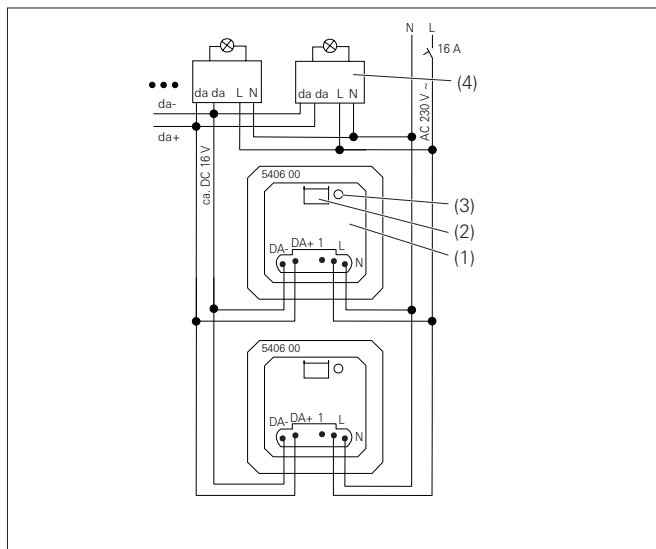 N L
16 A
(4)
da da L N
da da L N
da-
da+
ca. DC 16 V
AC 230 V ~
5406 00
(3)
(2)
(1)
DA- DA+ 1 L N
5406 00
DA- DA+ 1 L N